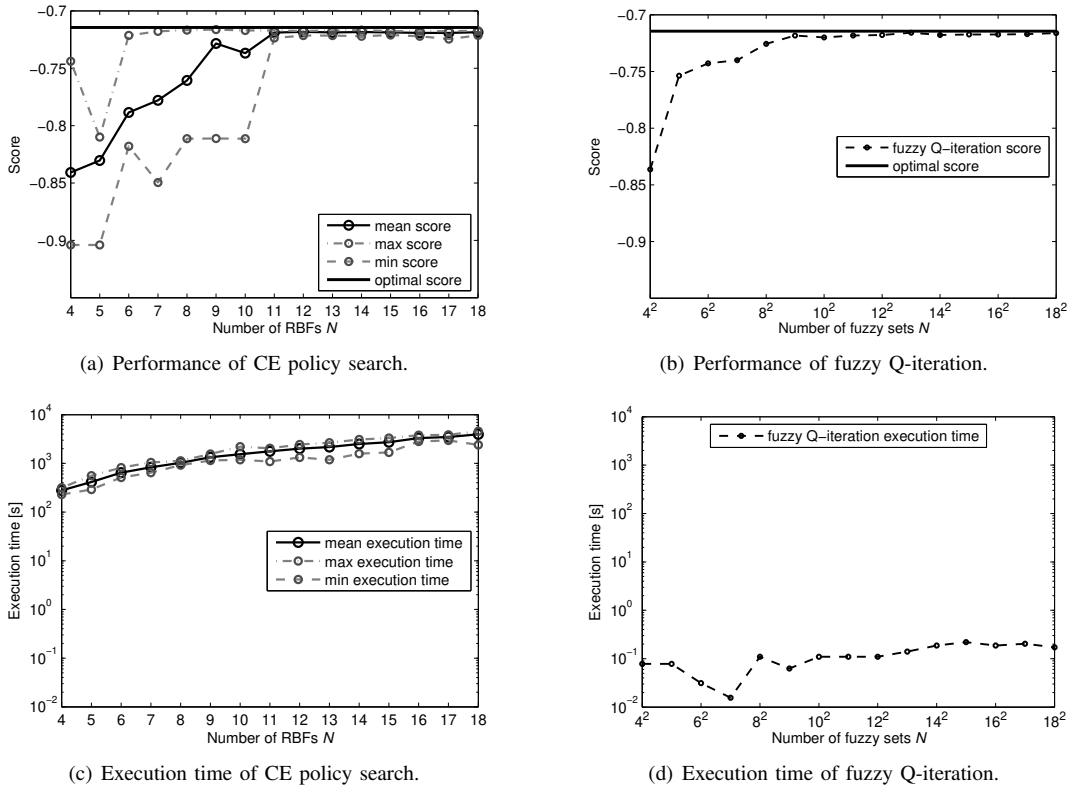 −0.7
−0.75
−0.8
−0.85
−0.9
Score
mean score
max score
min score
optimal score
4 5 6 7 8 9 10 11 12 13 14 15 16 17 18
Number of RBFs N
(a) Performance of CE policy search.
−0.7
−0.75
−0.8
−0.85
−0.9
Score
fuzzy Q−iteration score
optimal score
4² 6² 8² 10² 12² 14² 16² 18²
Number of fuzzy sets N
(b) Performance of fuzzy Q-iteration.
10⁴
10³
10²
10¹
10⁰
10⁻¹
10⁻²
Execution time [s]
mean execution time
max execution time
min execution time
4 5 6 7 8 9 10 11 12 13 14 15 16 17 18
Number of RBFs N
(c) Execution time of CE policy search.
10⁴
10³
10²
10¹
10⁰
10⁻¹
10⁻²
Execution time [s]
fuzzy Q−iteration execution time
4² 6² 8² 10² 12² 14² 16² 18²
Number of fuzzy sets N
(d) Execution time of fuzzy Q-iteration.